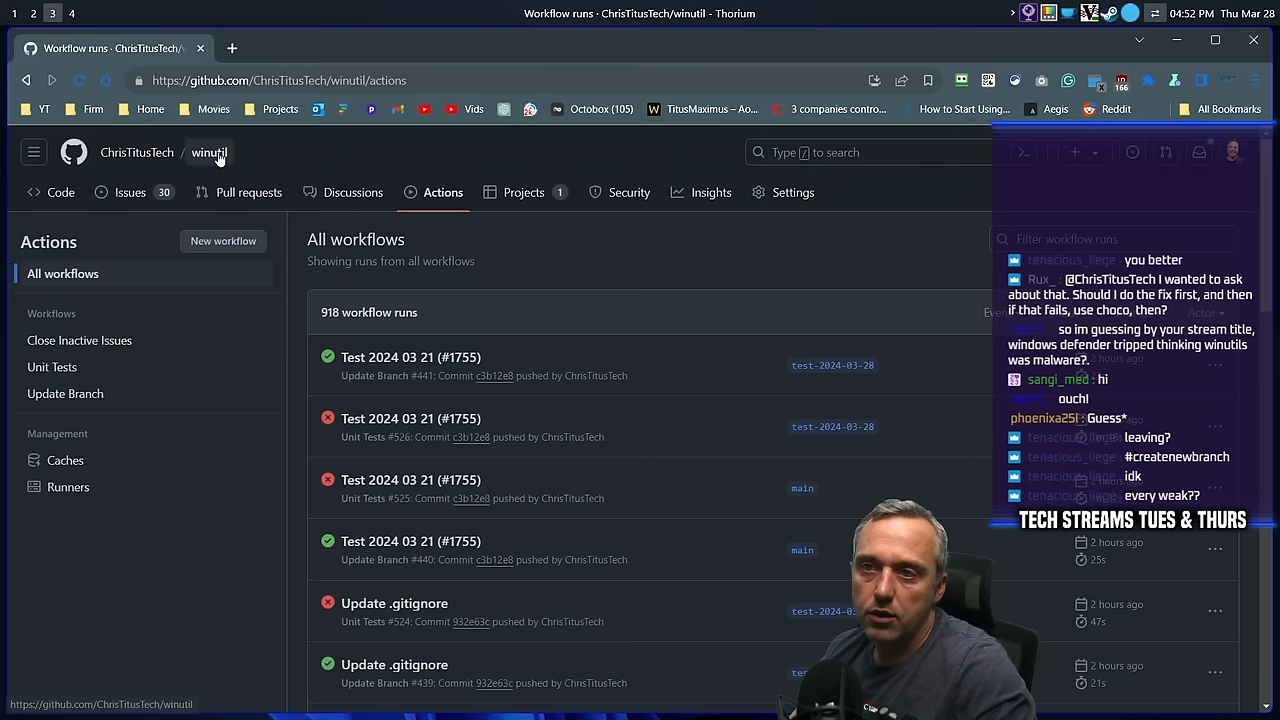 1 2 3 4
Workflow runs · ChrisTitusTech/winutil - Thorium
04:52 PM Thu Mar 28
Workflow runs · ChrisTitusTech/
https://github.com/ChrisTitusTech/winutil/actions
166
YT Firm Home Movies Projects Vids Octobox (105) TitusMaximus – Ao... 3 companies contro... How to Start Using... Aegis Reddit All Bookmarks
ChrisTitusTech / winutil
Type / to search
Code Issues 30 Pull requests Discussions Actions Projects 1 Security Insights Settings
Actions
New workflow
All workflows
Workflows
Close Inactive Issues
Unit Tests
Update Branch
Management
Caches
Runners
All workflows
Showing runs from all workflows
Filter workflow runs
918 workflow runs
Actor
Test 2024 03 21 (#1755)
Update Branch #441: Commit c3b12e8 pushed by ChrisTitusTech
test-2024-03-28
Test 2024 03 21 (#1755)
Unit Tests #526: Commit c3b12e8 pushed by ChrisTitusTech
test-2024-03-28
Test 2024 03 21 (#1755)
Unit Tests #525: Commit c3b12e8 pushed by ChrisTitusTech
main
Test 2024 03 21 (#1755)
Update Branch #440: Commit c3b12e8 pushed by ChrisTitusTech
main
2 hours ago
25s
Update .gitignore
Unit Tests #524: Commit 932e63c pushed by ChrisTitusTech
test-2024-03
2 hours ago
47s
Update .gitignore
Update Branch #439: Commit 932e63c pushed by ChrisTitusTech
2 hours ago
21s
tenacious_liege you better
Rux_ : @ChrisTitusTech I wanted to ask
about that. Should I do the fix first, and then
if that fails, use choco, then?
so im guessing by your stream title,
windows defender tripped thinking winutils
was malware?.
sangi_med : hi
ouch!
phoenixa25 : Guess*
tenacious_liege leaving?
tenacious_liege #createnewbranch
tenacious_liege idk
tenacious_liege every weak??
TECH STREAMS TUES & THURS
https://github.com/ChrisTitusTech/winutil